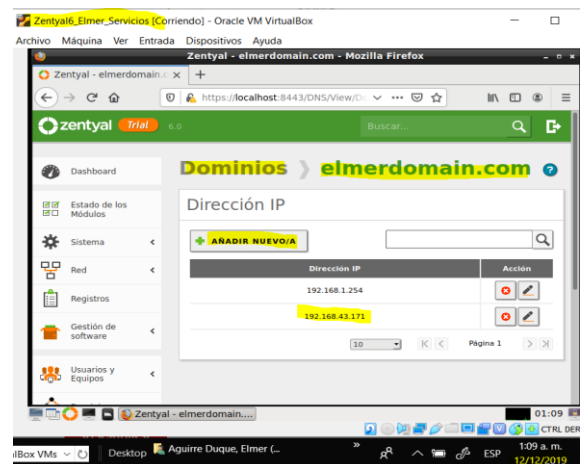 Zentyal6_Elmer_Servicios [Corriendo] - Oracle VM VirtualBox
Archivo Máquina Ver Entrada Dispositivos Ayuda
Zentyal - elmerdomain.com - Mozilla Firefox
Zentyal - elmerdomain.c
https://localhost:8443/DNS/View/Do
zentyal Trial 6.0 Buscar...
Dashboard
Estado de los
Módulos
Sistema
Red
Registros
Gestión de
software
Usuarios y
Equipos
Dominios elmerdomain.com
Dirección IP
AÑADIR NUEVO/A
Dirección IP Acción
192.168.1.254
192.168.43.171
10 Página 1
Zentyal - elmerdomain.... 01:09
CTRL DER
lBox VMs Desktop Aguirre Duque, Elmer (... ESP 1:09 a. m.
12/12/2019